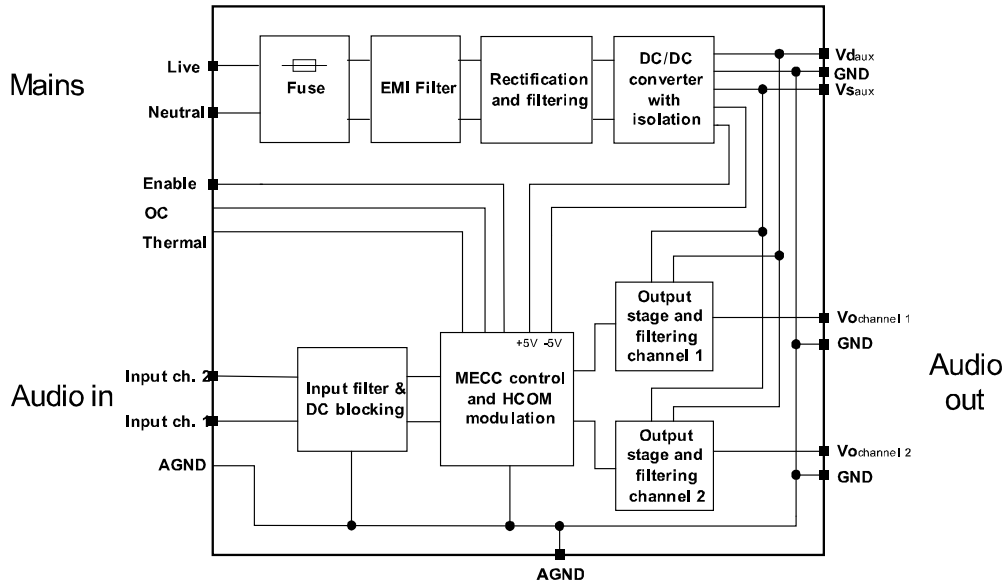 Mains
Live
Neutral
Fuse
EMI Filter
Rectification
and filtering
DC/DC
converter
with
isolation
Vdaux
GND
Vsaux
Enable
OC
Thermal
Output
stage and
filtering
channel 1
Vochannel 1
GND
+5V -5V
MECC control
and HCOM
modulation
Audio in
Input ch. 2
Input ch. 1
Input filter &
DC blocking
Audio
out
Output
stage and
filtering
channel 2
Vochannel 2
GND
AGND
AGND